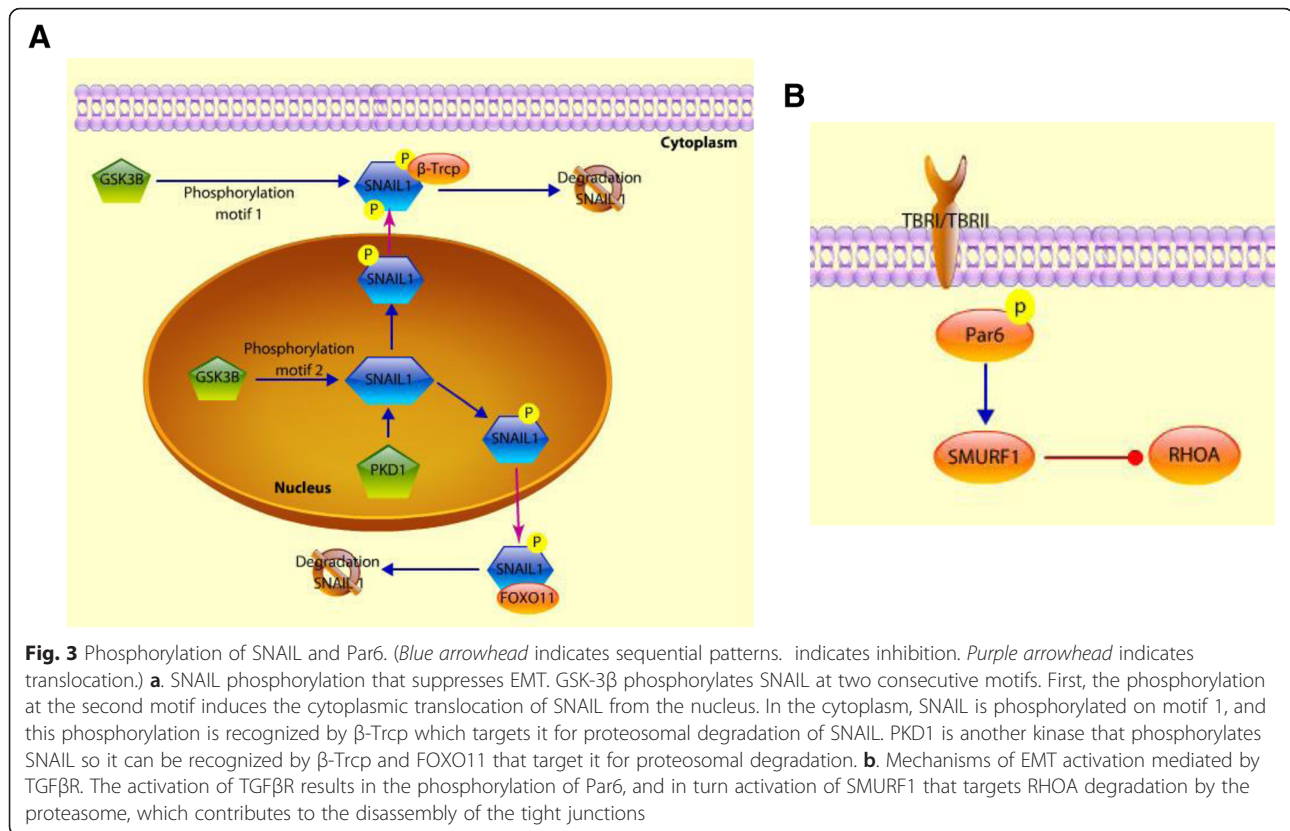 A
Cytoplasm
GSK3B
Phosphorylation
motif 1
P
SNAIL1
β-Trcp
P
Degradation
SNAIL 1
P
SNAIL1
Phosphorylation
motif 2
GSK3B
SNAIL1
P
SNAIL1
PKD1
Nucleus
P
SNAIL1
FOXO11
Degradation
SNAIL 1
B
TBRI/TBRII
p
Par6
SMURF1
RHOA
Fig. 3 Phosphorylation of SNAIL and Par6. (Blue arrowhead indicates sequential patterns. indicates inhibition. Purple arrowhead indicates
translocation.) a. SNAIL phosphorylation that suppresses EMT. GSK-3β phosphorylates SNAIL at two consecutive motifs. First, the phosphorylation
at the second motif induces the cytoplasmic translocation of SNAIL from the nucleus. In the cytoplasm, SNAIL is phosphorylated on motif 1, and
this phosphorylation is recognized by β-Trcp which targets it for proteosomal degradation of SNAIL. PKD1 is another kinase that phosphorylates
SNAIL so it can be recognized by β-Trcp and FOXO11 that target it for proteosomal degradation. b. Mechanisms of EMT activation mediated by
TGFβR. The activation of TGFβR results in the phosphorylation of Par6, and in turn activation of SMURF1 that targets RHOA degradation by the
proteasome, which contributes to the disassembly of the tight junctions